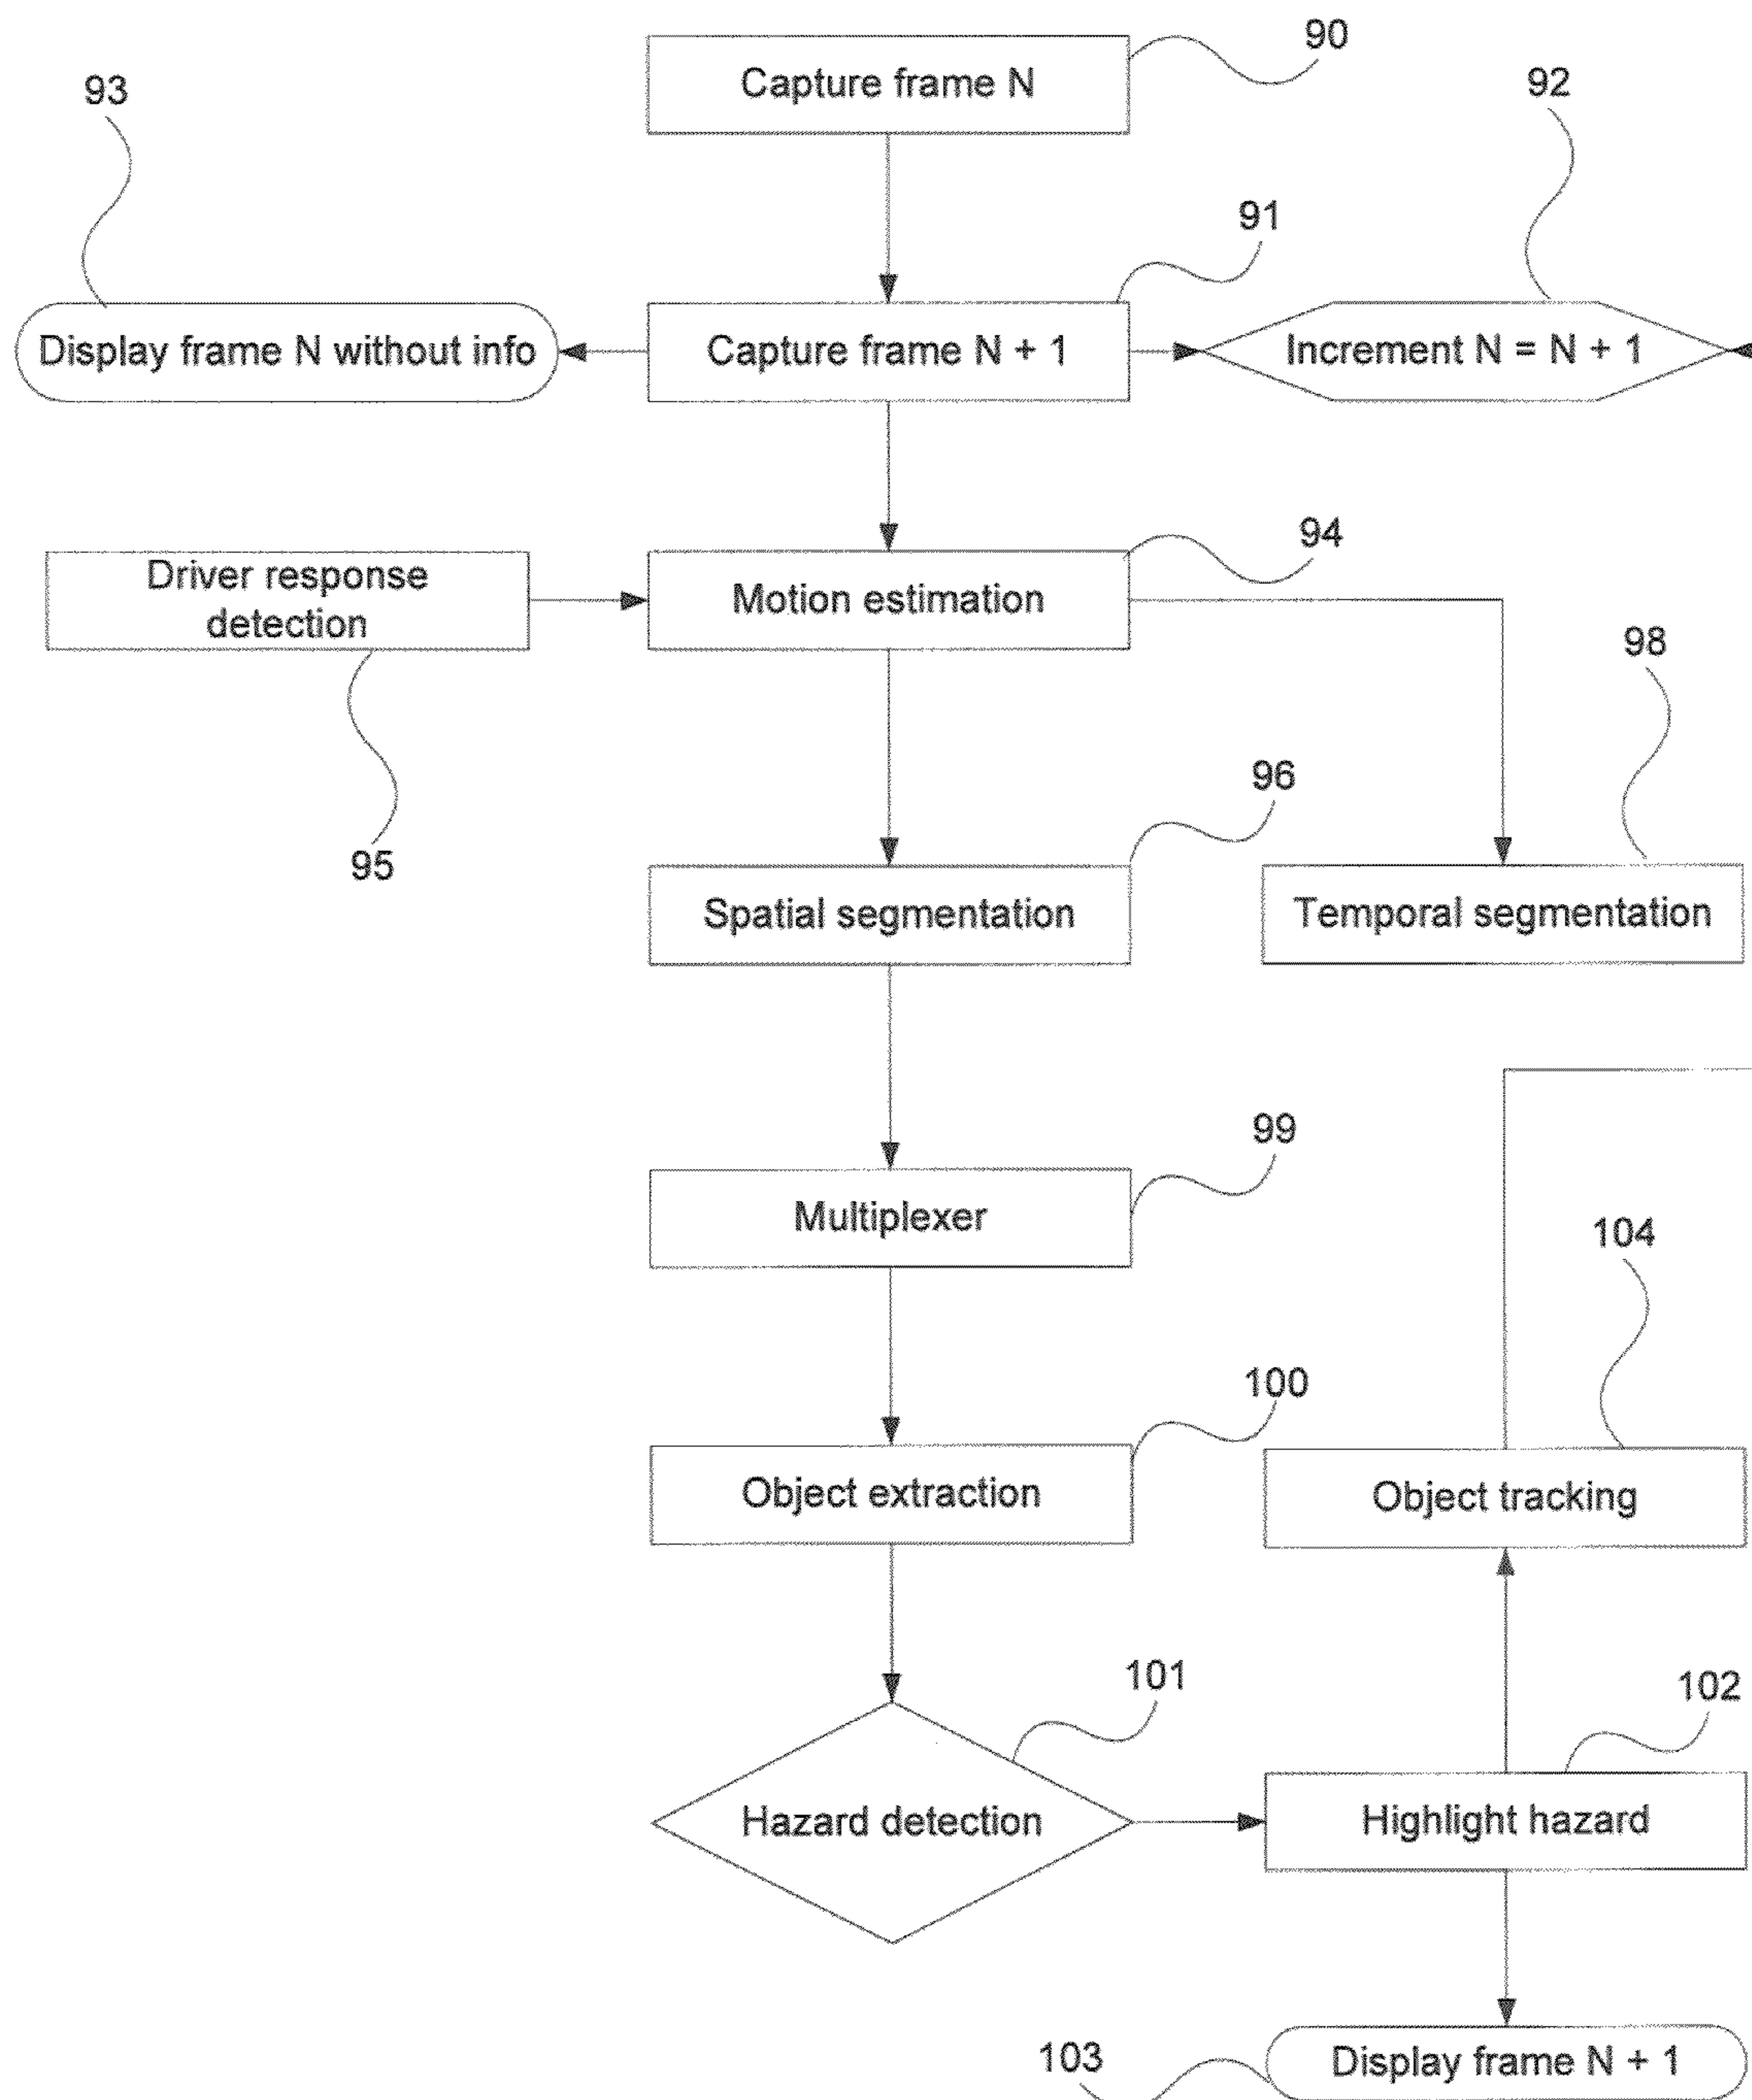 90
Capture frame N
93
92
91
Display frame N without info
Capture frame N + 1
Increment N = N + 1
94
Driver response
detection
Motion estimation
98
96
95
Spatial segmentation
Temporal segmentation
99
Multiplexer
104
100
Object extraction
Object tracking
101
102
Hazard detection
Highlight hazard
103
Display frame N + 1